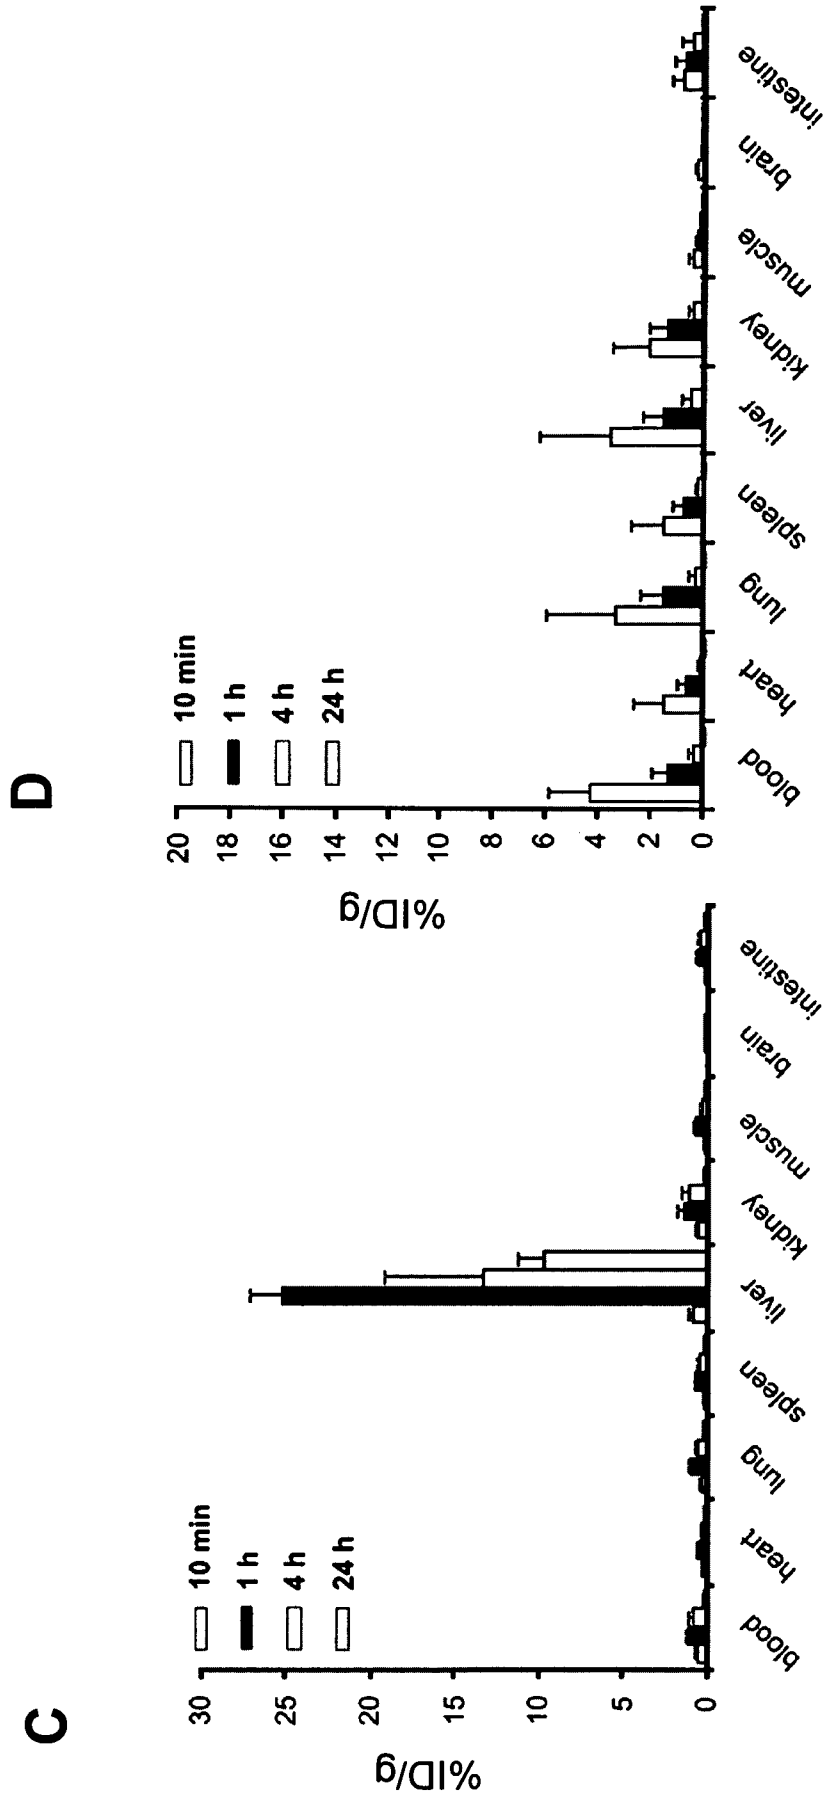 C
%ID/g
30
25
20
15
10
5
0
10 min
1 h
4 h
24 h
blood
heart
lung
spleen
liver
kidney
muscle
brain
intestine
D
%ID/g
20
18
16
14
12
10
8
6
4
2
0
10 min
1 h
4 h
24 h
blood
heart
lung
spleen
liver
kidney
muscle
brain
intestine